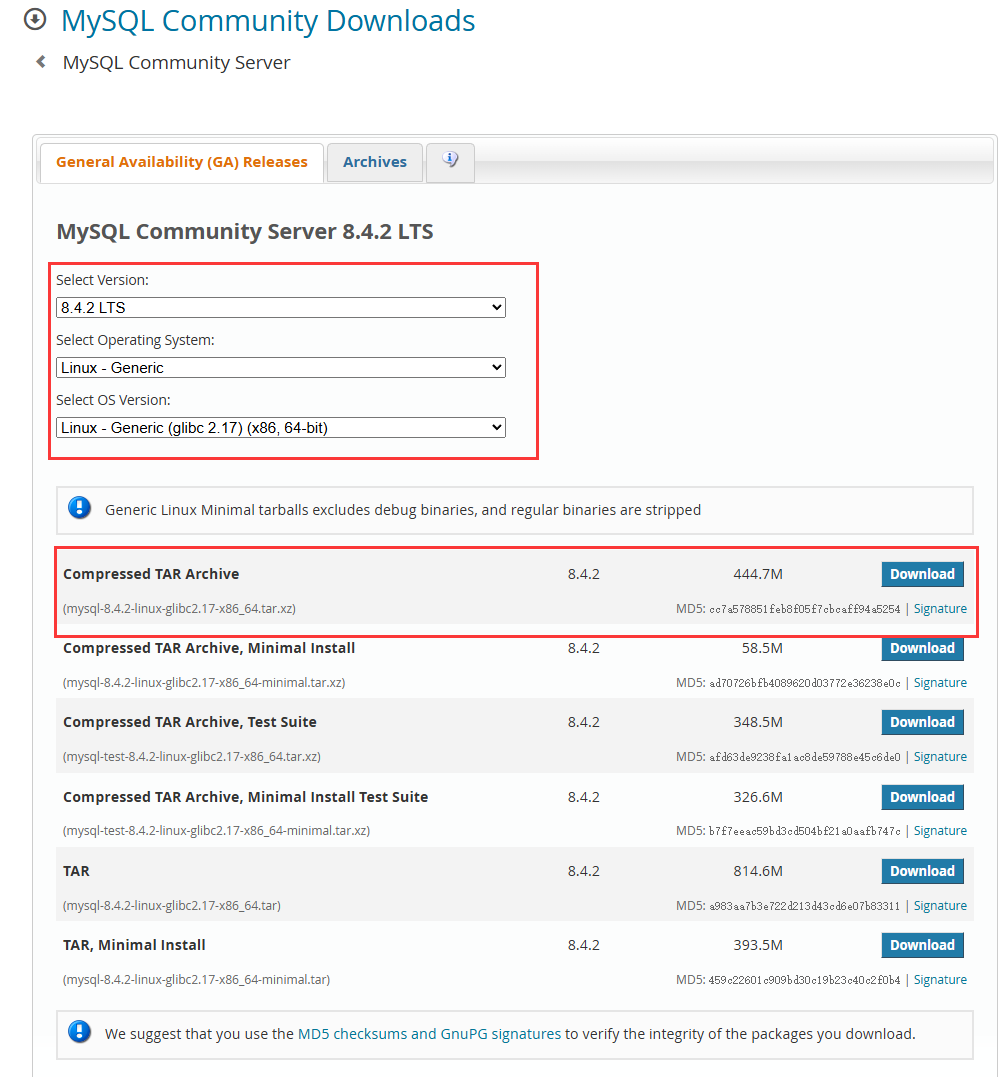 MySQL Community Downloads
MySQL Community Server
General Availability (GA) Releases Archives
MySQL Community Server 8.4.2 LTS
Select Version:
8.4.2 LTS
Select Operating System:
Linux - Generic
Select OS Version:
Linux - Generic (glibc 2.17) (x86, 64-bit)
Generic Linux Minimal tarballs excludes debug binaries, and regular binaries are stripped
Compressed TAR Archive 8.4.2 444.7M Download
(mysql-8.4.2-linux-glibc2.17-x86_64.tar.xz) MD5: cc7a578851feb8f05f7cbcaff94a5254 | Signature
Compressed TAR Archive, Minimal Install 8.4.2 58.5M Download
(mysql-8.4.2-linux-glibc2.17-x86_64-minimal.tar.xz) MD5: ad70726bfb4089620d03772e36238e0c | Signature
Compressed TAR Archive, Test Suite 8.4.2 348.5M Download
(mysql-test-8.4.2-linux-glibc2.17-x86_64.tar.xz) MD5: afd63de9238fa1ac8de59788e45c6de0 | Signature
Compressed TAR Archive, Minimal Install Test Suite 8.4.2 326.6M Download
(mysql-test-8.4.2-linux-glibc2.17-x86_64-minimal.tar.xz) MD5: b7f7eeac59bd3cd504bf21a0aafb747c | Signature
TAR 8.4.2 814.6M Download
(mysql-8.4.2-linux-glibc2.17-x86_64.tar) MD5: a983aa7b3e722d213d43cd6e07b83311 | Signature
TAR, Minimal Install 8.4.2 393.5M Download
(mysql-8.4.2-linux-glibc2.17-x86_64-minimal.tar) MD5: 459c22601c909bd30c19b23c40c2f0b4 | Signature
We suggest that you use the MD5 checksums and GnuPG signatures to verify the integrity of the packages you download.